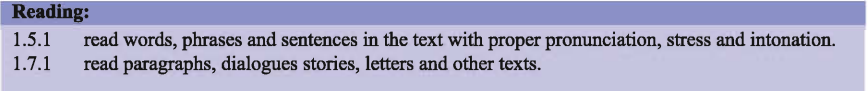 Reading:
1.5.1 read words, phrases and sentences in the text with proper pronunciation, stress and intonation.
1.7.1 read paragraphs, dialogues stories, letters and other texts.